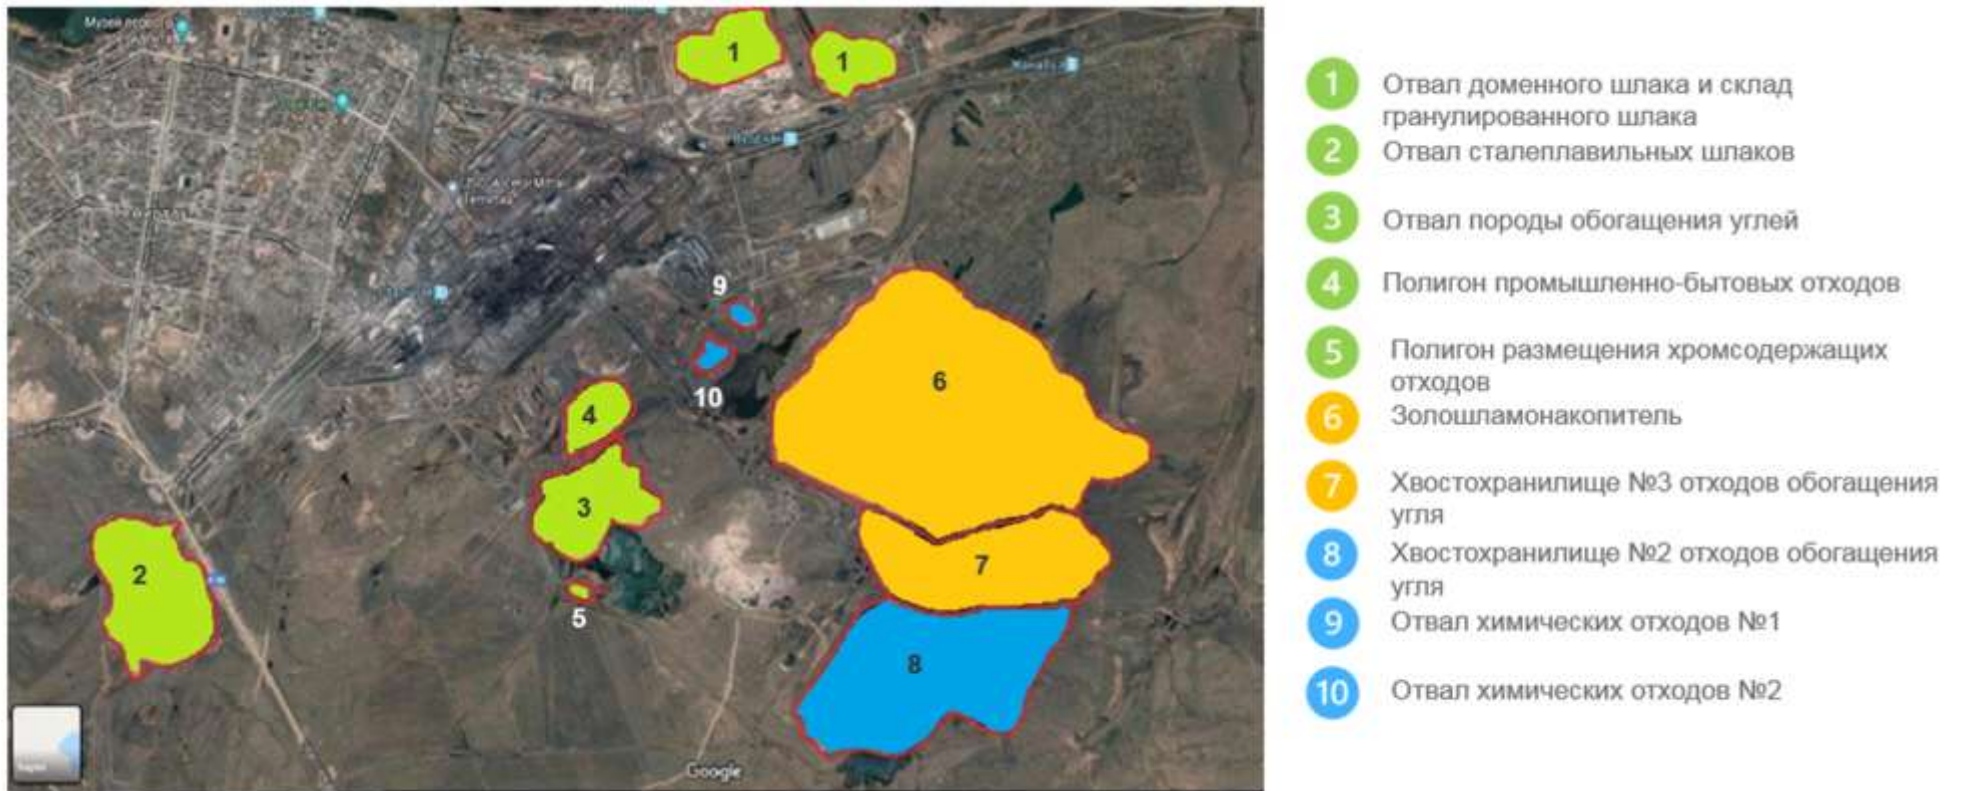 1
1
9
10
6
4
3
2
7
5
8
Google
1 Отвал доменного шлака и склад
гранулированного шлака
2 Отвал сталеплавильных шлаков
3 Отвал породы обогащения углей
4 Полигон промышленно-бытовых отходов
5 Полигон размещения хромсодержащих
отходов
6 Золошламонакопитель
7 Хвостохранилище №3 отходов обогащения
угля
8 Хвостохранилище №2 отходов обогащения
угля
9 Отвал химических отходов №1
10 Отвал химических отходов №2